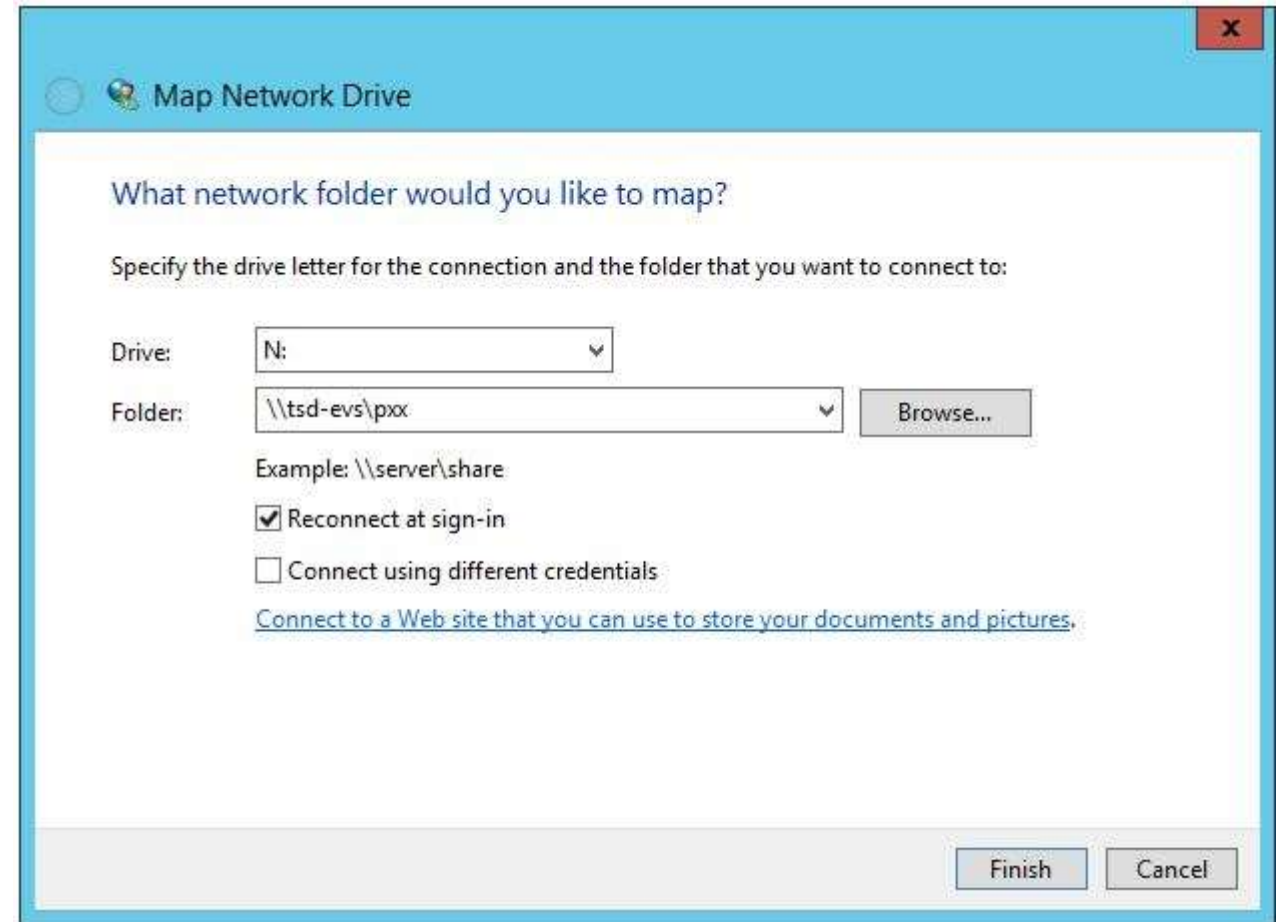 x
Map Network Drive
What network folder would you like to map?
Specify the drive letter for the connection and the folder that you want to connect to:
Drive: N:
Folder: \\tsd-evs\pxx Browse...
Example: \\server\share
Reconnect at sign-in
Connect using different credentials
Connect to a Web site that you can use to store your documents and pictures.
Finish Cancel